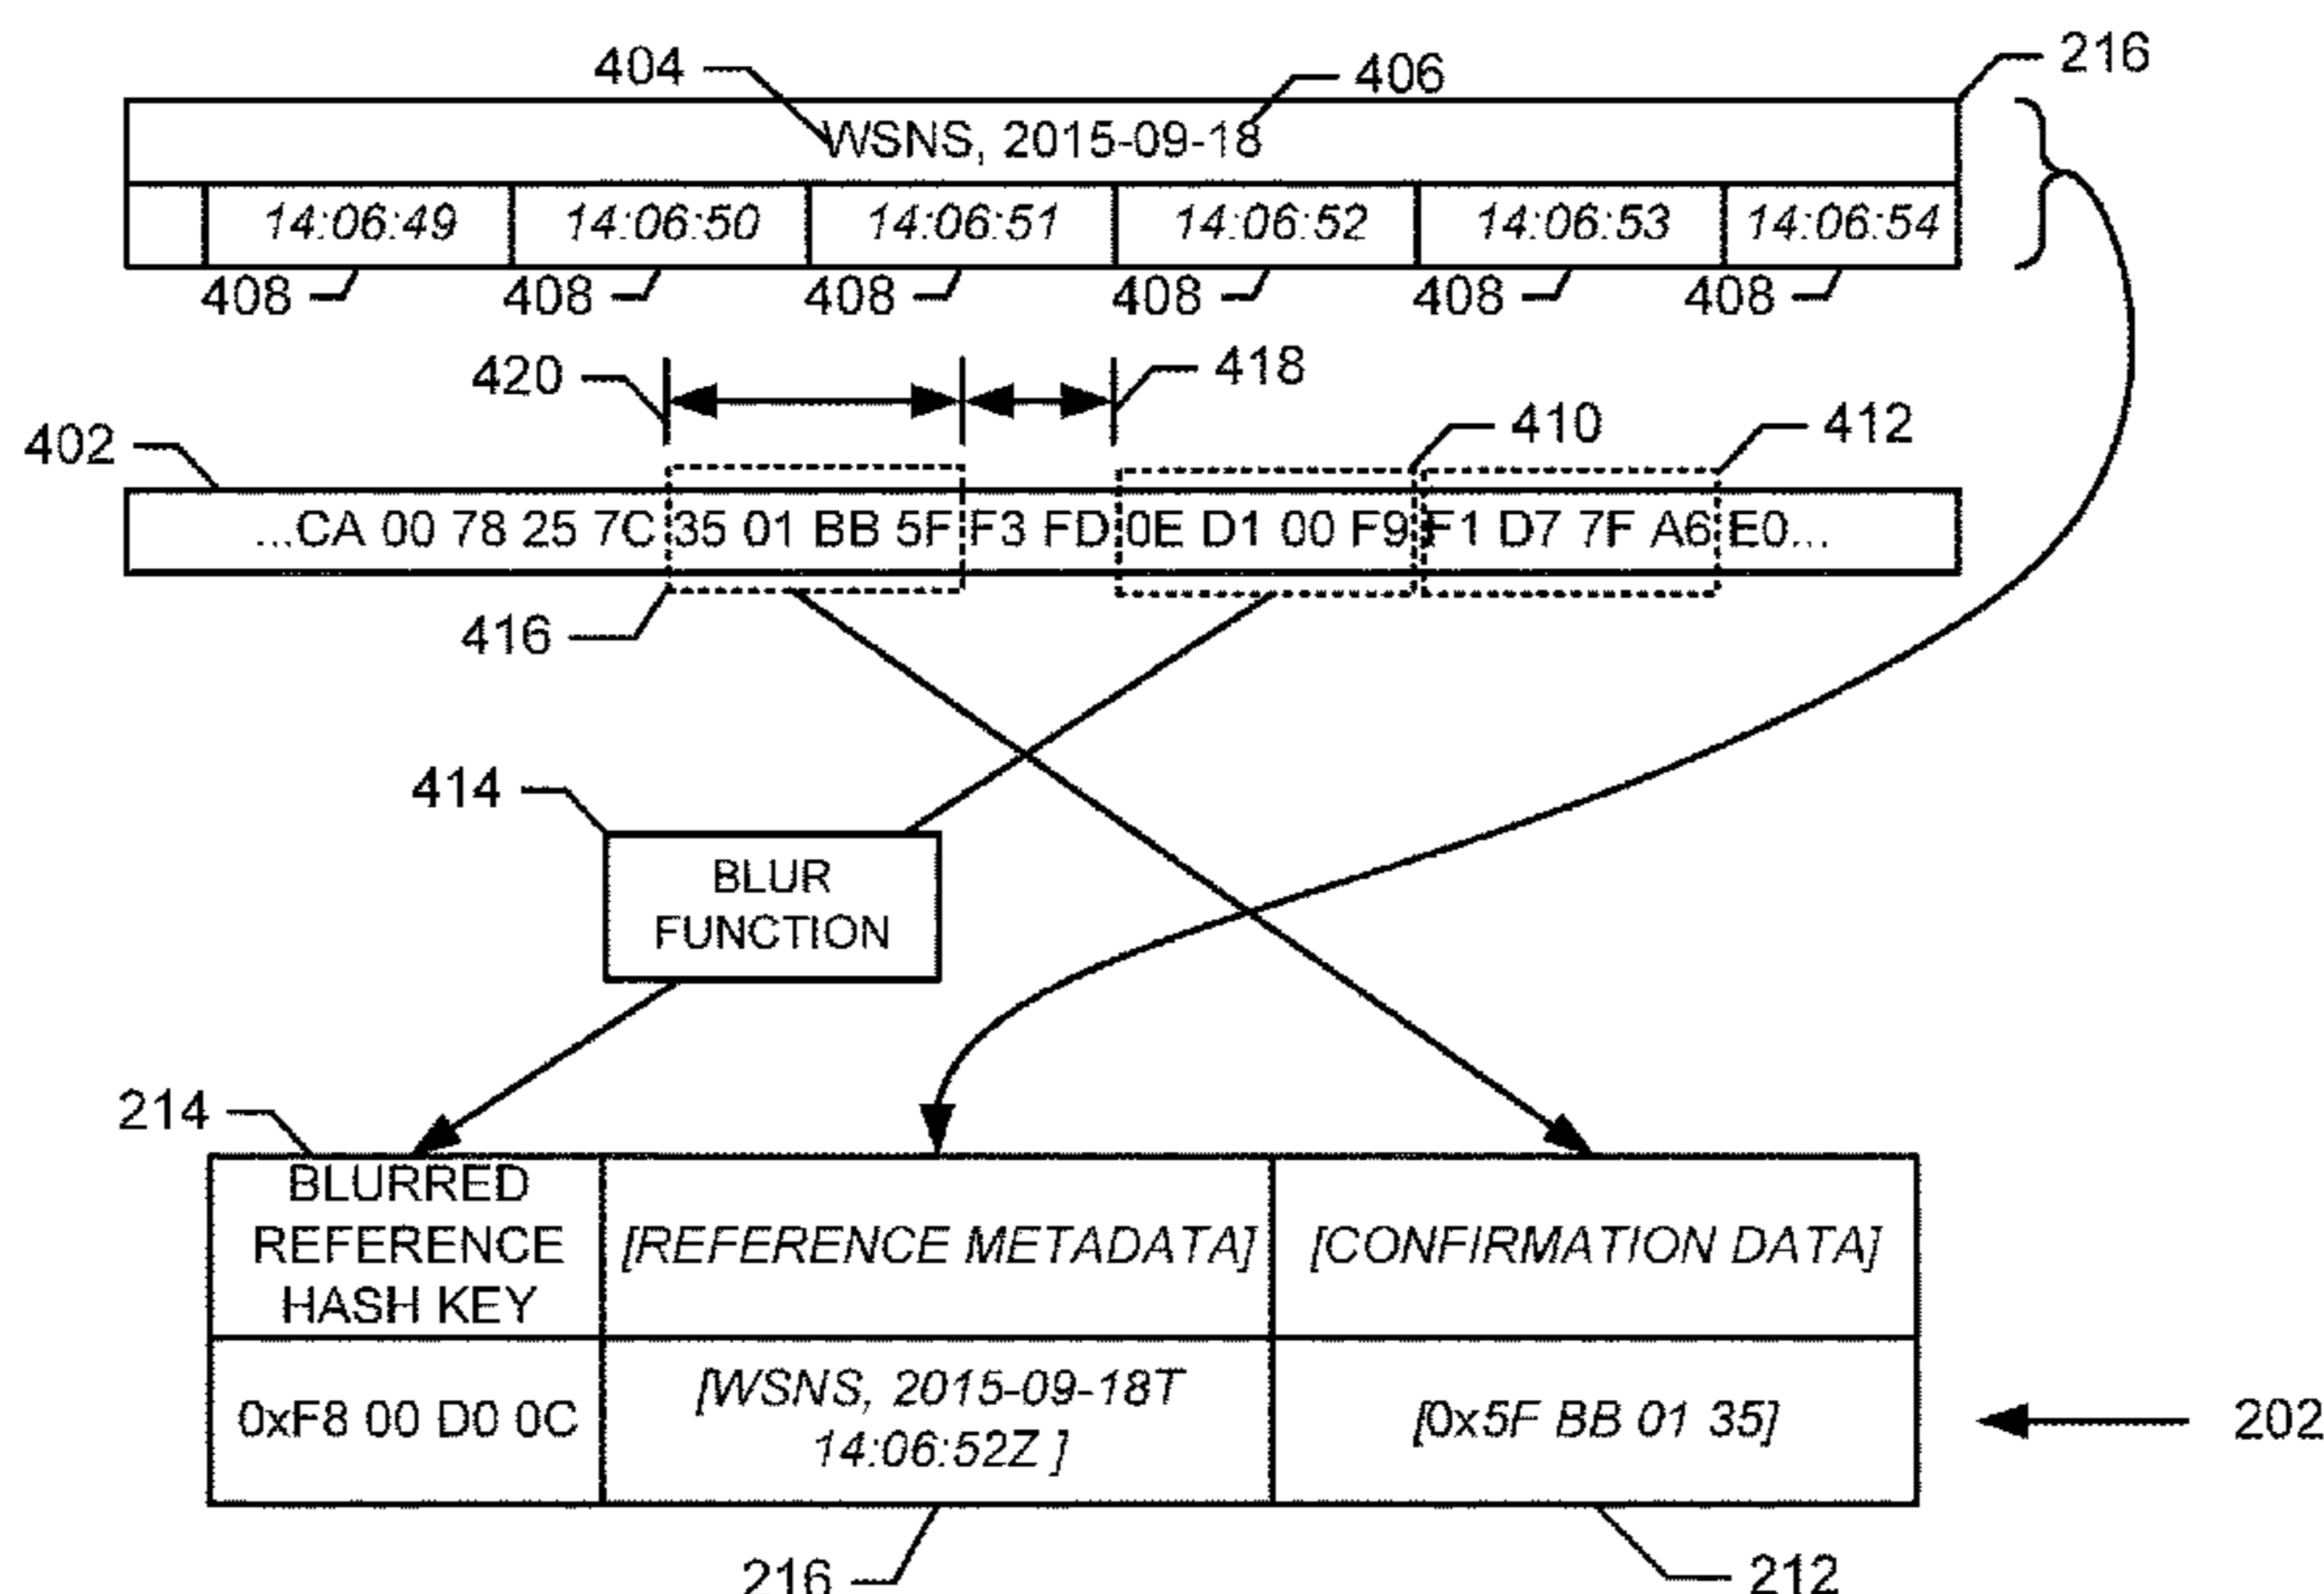 404
406
216
WSNS, 2015-09-18
14:06:49 14:06:50 14:06:51 14:06:52 14:06:53 14:06:54
408 408 408 408 408 408
420
418
410
412
402
...CA 00 78 25 7C 35 01 BB 5F F3 FD 0E D1 00 F9 F1 D7 7F A6 E0...
416
414
BLUR
FUNCTION
214
BLURRED
REFERENCE
HASH KEY
[REFERENCE METADATA]
[CONFIRMATION DATA]
0xF8 00 D0 0C
[WSNS, 2015-09-18T
14:06:52Z ]
[0x5F BB 01 35]
202
216
212